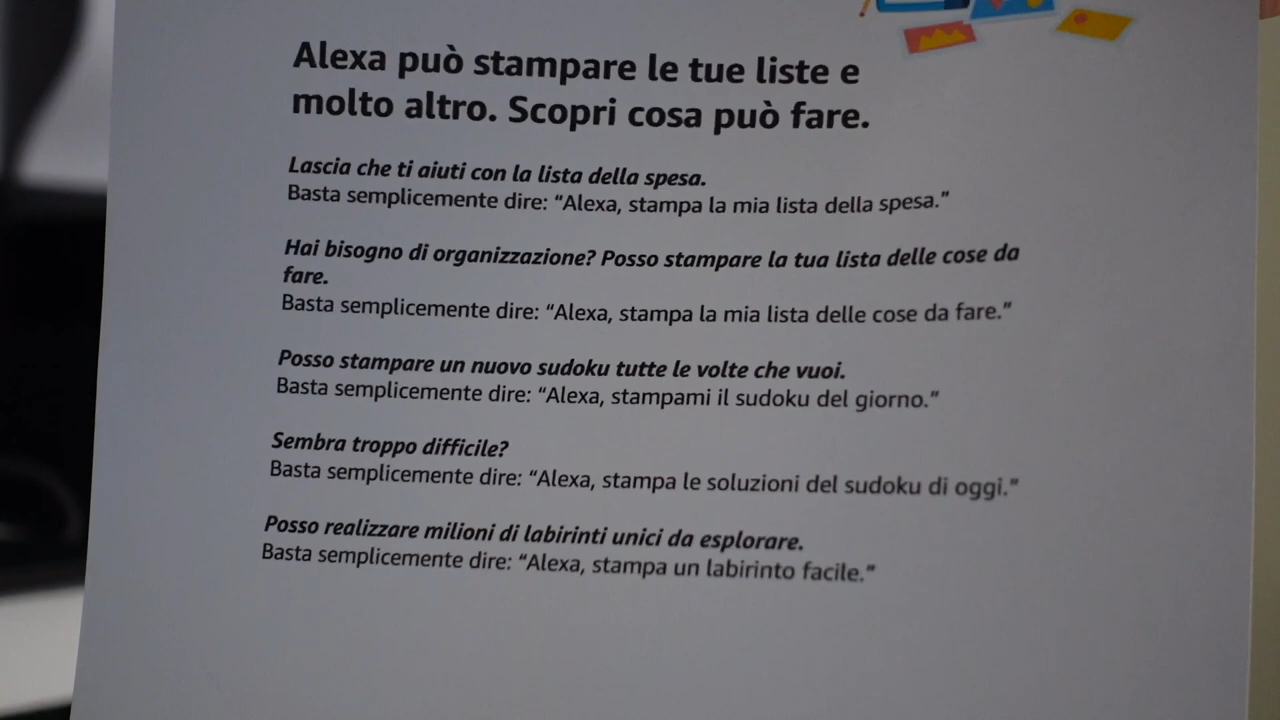 Alexa può stampare le tue liste e
molto altro. Scopri cosa può fare.
Lascia che ti aiuti con la lista della spesa.
Basta semplicemente dire: “Alexa, stampa la mia lista della spesa.”
Hai bisogno di organizzazione? Posso stampare la tua lista delle cose da
fare.
Basta semplicemente dire: “Alexa, stampa la mia lista delle cose da fare.”
Posso stampare un nuovo sudoku tutte le volte che vuoi.
Basta semplicemente dire: “Alexa, stampami il sudoku del giorno.”
Sembra troppo difficile?
Basta semplicemente dire: “Alexa, stampa le soluzioni del sudoku di oggi.”
Posso realizzare milioni di labirinti unici da esplorare.
Basta semplicemente dire: “Alexa, stampa un labirinto facile.”